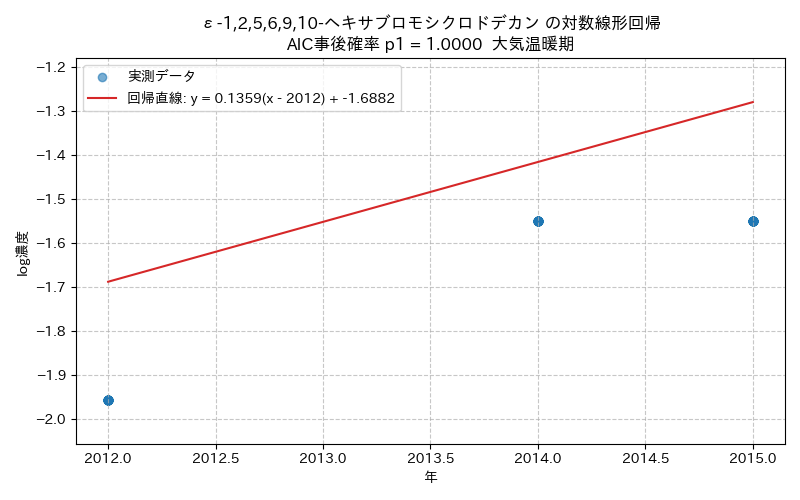 ε-1,2,5,6,9,10-ヘキサブロモシクロドデカン の対数線形回帰
AIC事後確率 p1 = 1.0000  大気温暖期
実測データ
回帰直線: y = 0.1359(x - 2012) + -1.6882
−1.2
−1.3
−1.4
−1.5
−1.6
−1.7
−1.8
−1.9
−2.0
log濃度
2012.0
2012.5
2013.0
2013.5
2014.0
2014.5
2015.0
年